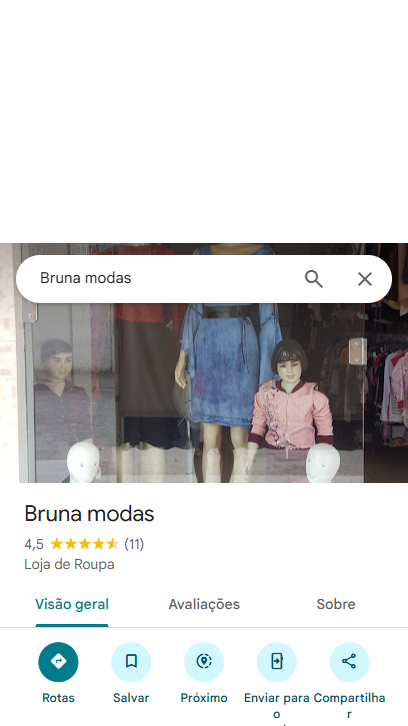 Bruna modas
Bruna modas
4,5 (11)
Loja de Roupa
Visão geral Avaliações Sobre
Rotas Salvar Próximo Enviar para o Compartilhar